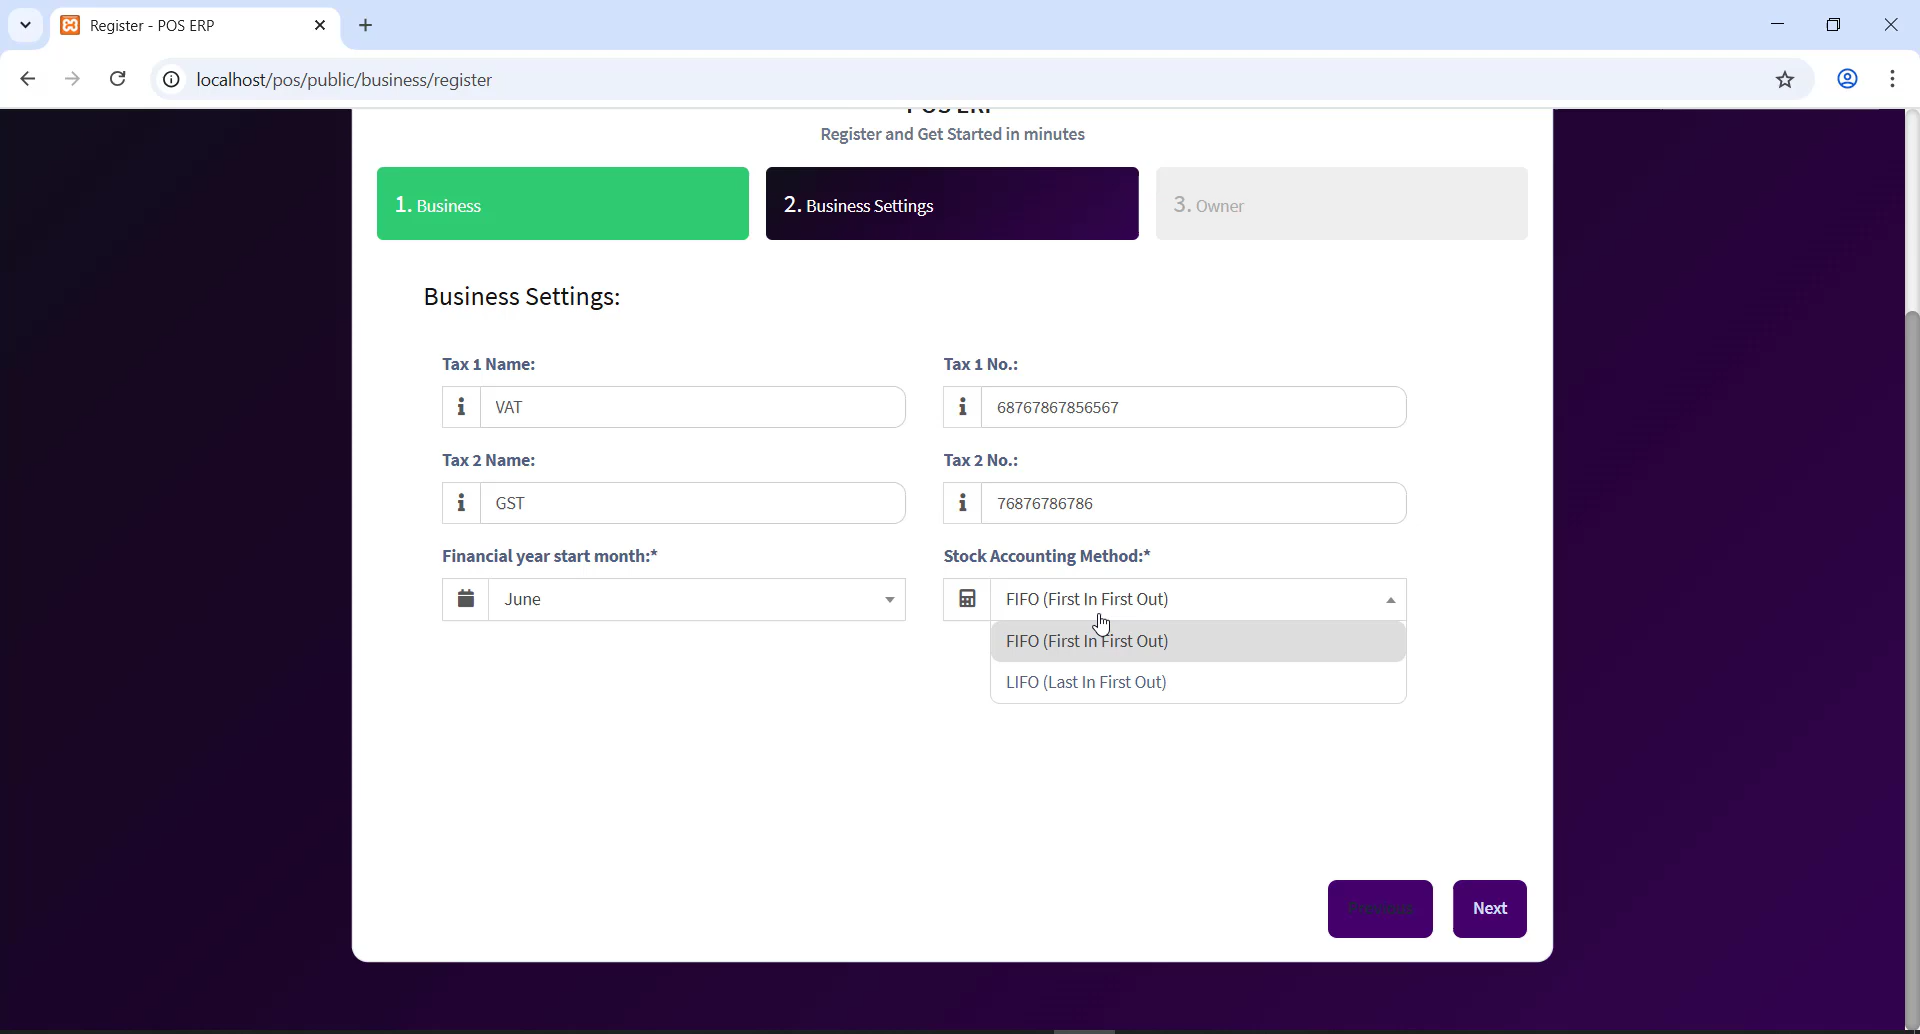 Register - POS ERP
localhost/pos/public/business/register
POS ERP
Register and Get Started in minutes
1. Business
2. Business Settings
3. Owner
Business Settings:
Tax 1 Name:
Tax 1 No.:
VAT
68767867856567
Tax 2 Name:
Tax 2 No.:
GST
76876786786
Financial year start month:*
Stock Accounting Method:*
June
FIFO (First In First Out)
FIFO (First In First Out)
LIFO (Last In First Out)
Previous
Next